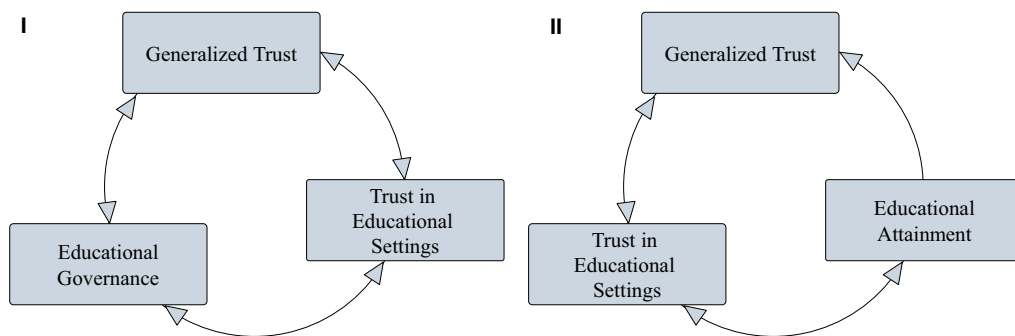 I
Generalized Trust
Trust in
Educational
Settings
Educational
Governance
II
Generalized Trust
Educational
Attainment
Trust in
Educational
Settings